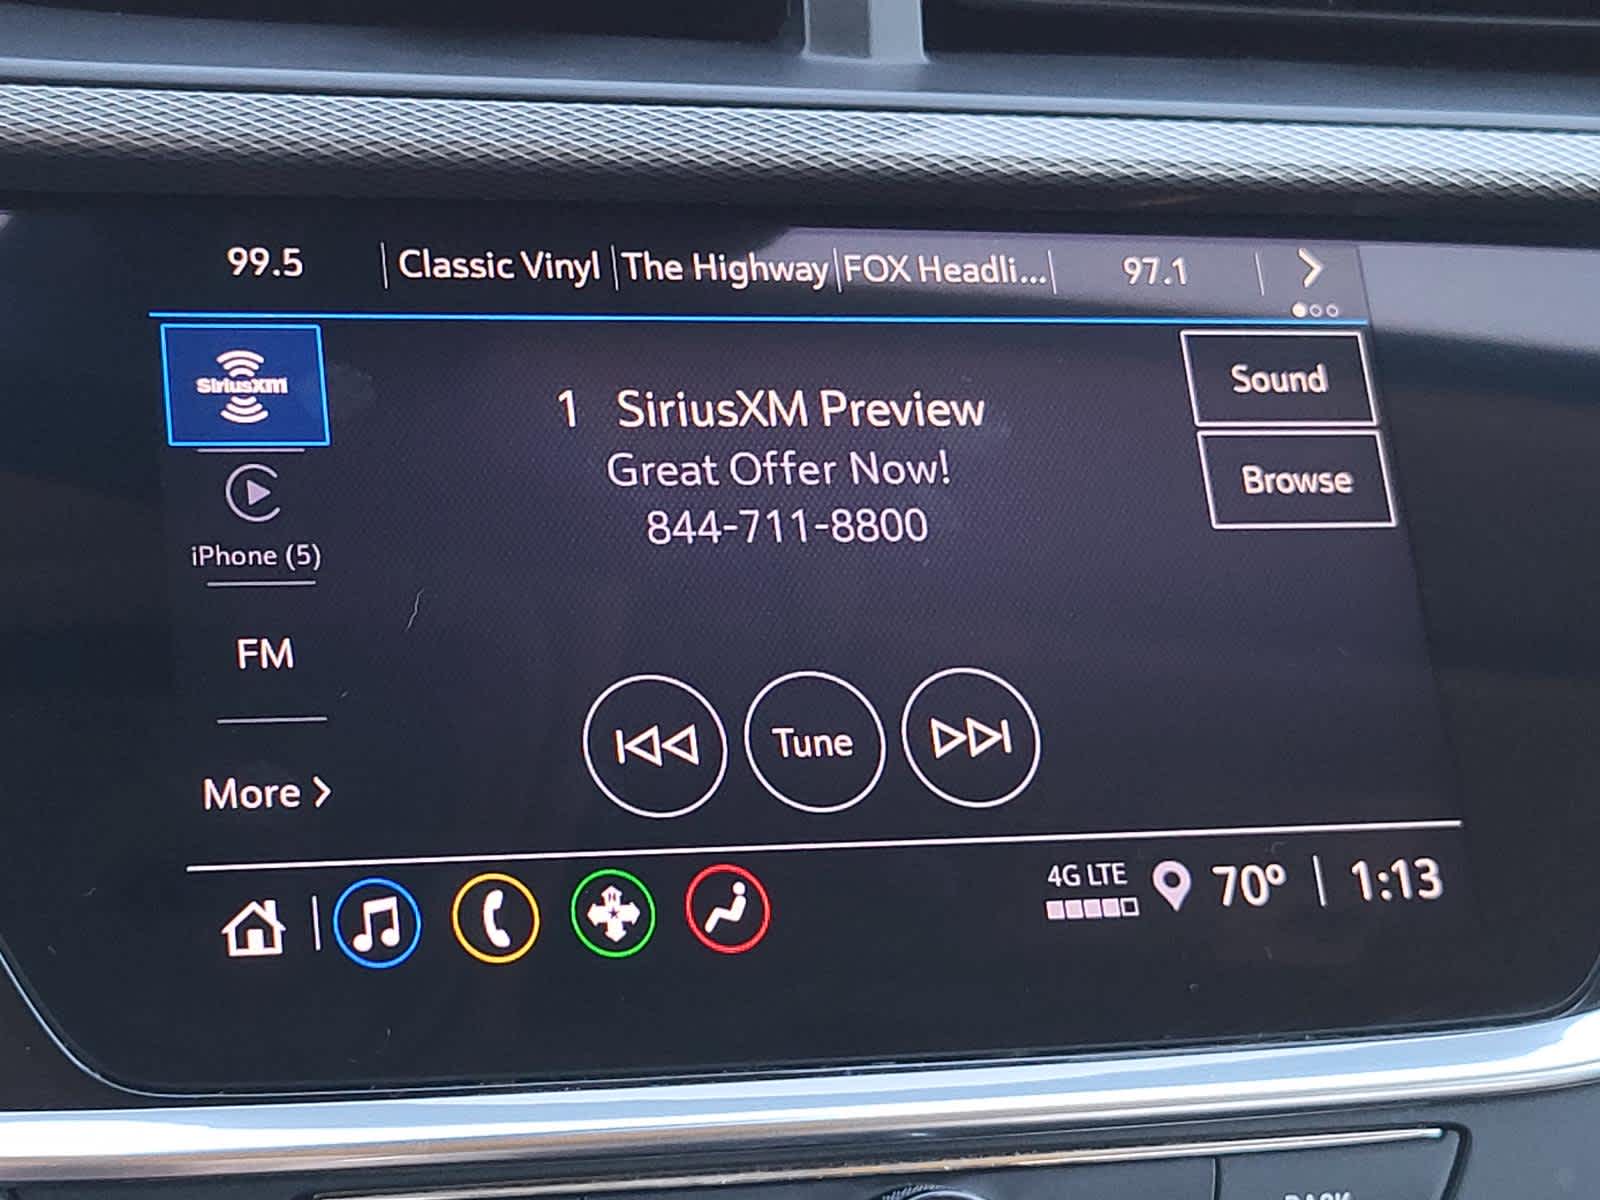 99.5 Classic Vinyl The Highway FOX Headli... 97.1
SiriusXM
1 SiriusXM Preview
Great Offer Now!
844-711-8800
Sound
Browse
iPhone (5)
FM
More
Tune
4G LTE
70°
1:13
BACK